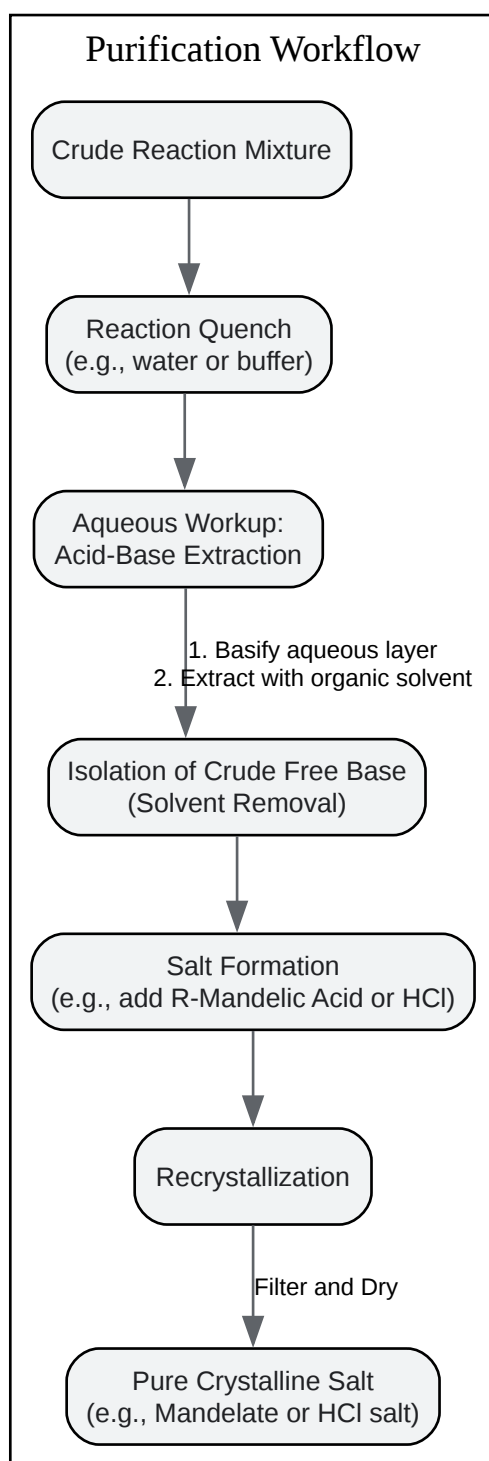 Purification Workflow
Crude Reaction Mixture
Reaction Quench
(e.g., water or buffer)
Aqueous Workup:
Acid-Base Extraction
1. Basify aqueous layer
2. Extract with organic solvent
Isolation of Crude Free Base
(Solvent Removal)
Salt Formation
(e.g., add R-Mandelic Acid or HCl)
Recrystallization
Filter and Dry
Pure Crystalline Salt
(e.g., Mandelate or HCl salt)